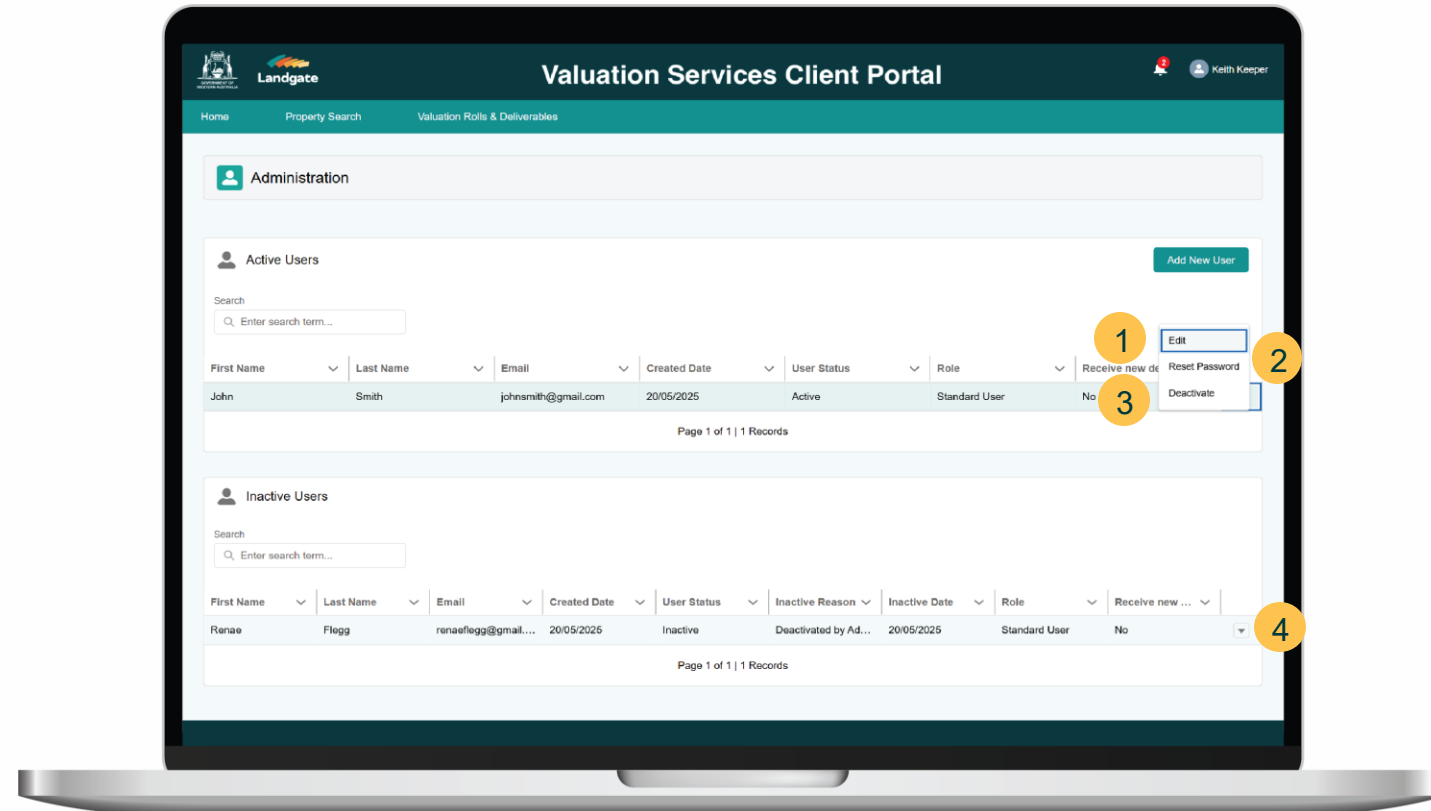 GOVERNMENT OF
WESTERN AUSTRALIA
Landgate
Valuation Services Client Portal
2
Keith Keeper
Home Property Search Valuation Rolls & Deliverables
Administration
Active Users
Add New User
Search
Enter search term...
1
Edit
2
Reset Password
3
Deactivate
First Name Last Name Email Created Date User Status Role Receive new de
John Smith johnsmith@gmail.com 20/05/2025 Active Standard User No
Page 1 of 1 | 1 Records
Inactive Users
Search
Enter search term...
First Name Last Name Email Created Date User Status Inactive Reason Inactive Date Role Receive new ...
Renae Flegg renaeflegg@gmail.... 20/05/2025 Inactive Deactivated by Ad... 20/05/2025 Standard User No
4
Page 1 of 1 | 1 Records